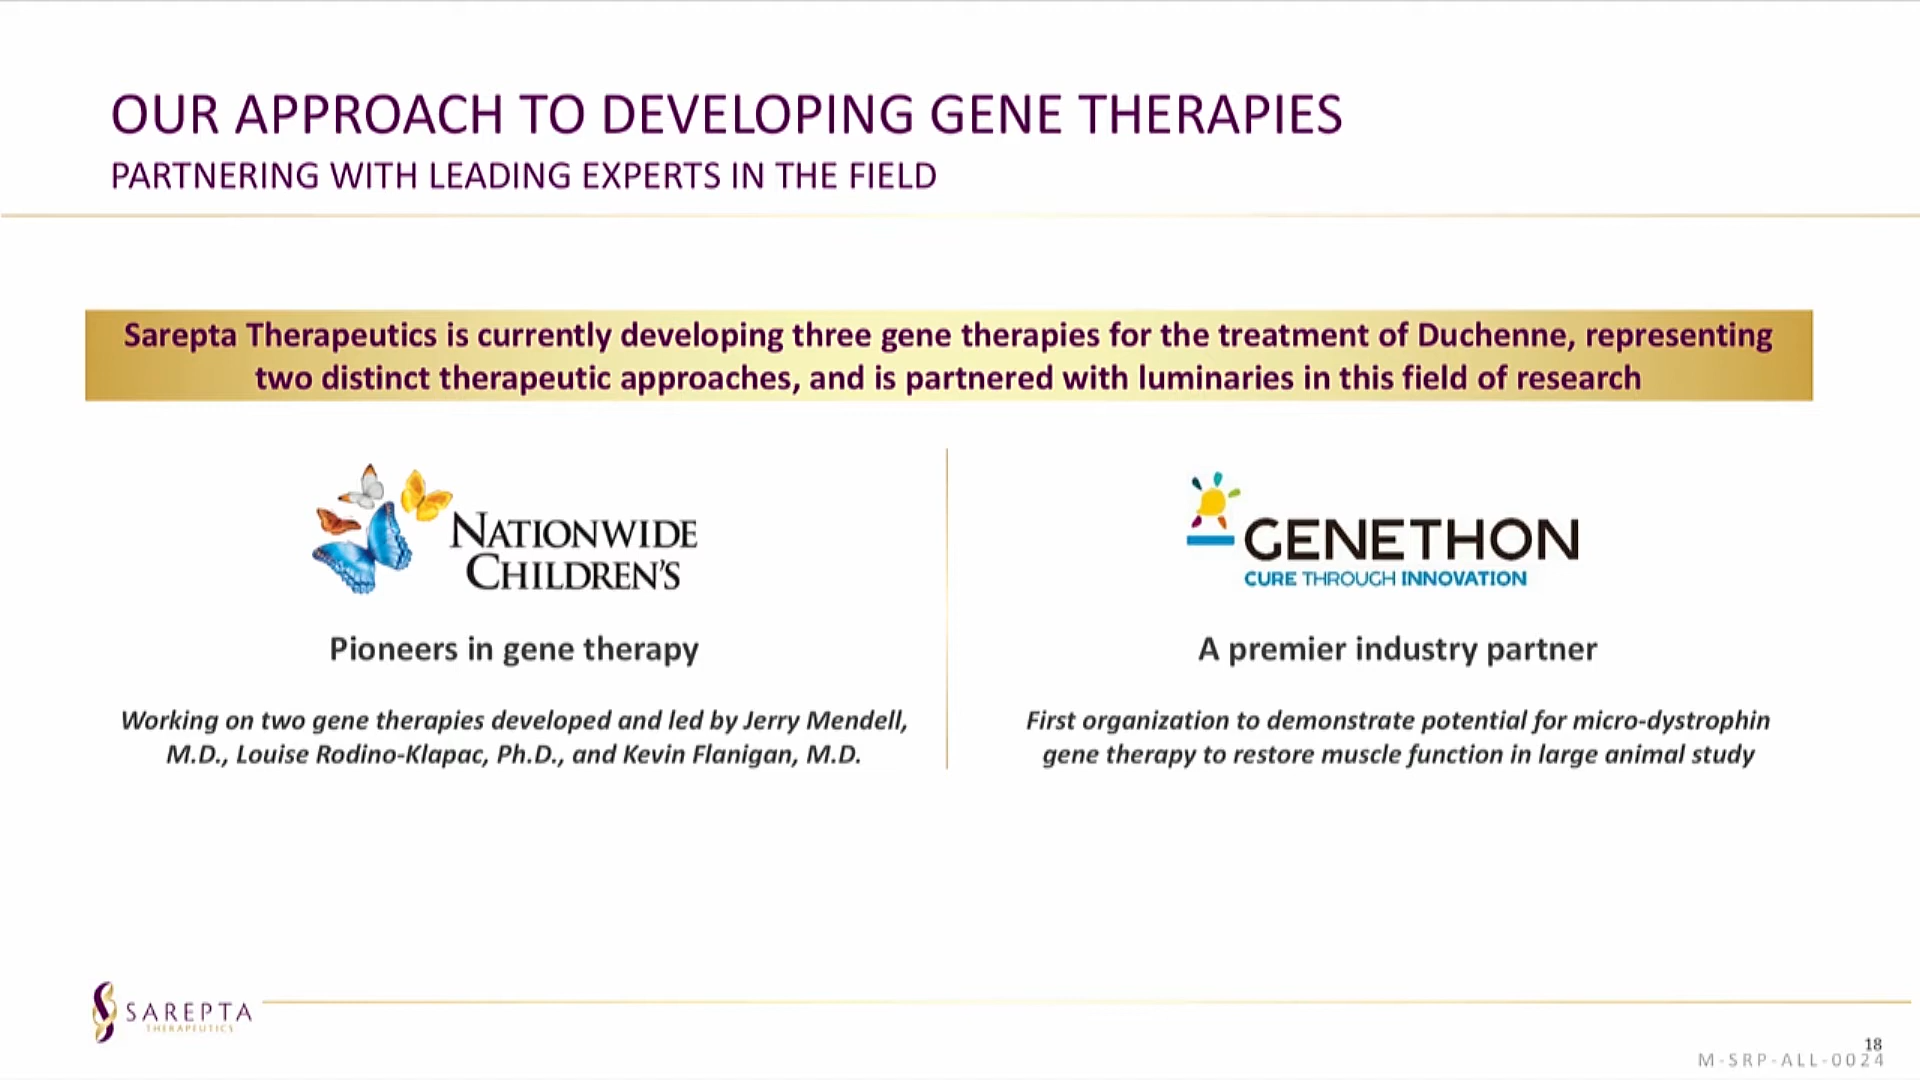 OUR APPROACH TO DEVELOPING GENE THERAPIES
PARTNERING WITH LEADING EXPERTS IN THE FIELD
Sarepta Therapeutics is currently developing three gene therapies for the treatment of Duchenne, representing
two distinct therapeutic approaches, and is partnered with luminaries in this field of research
NATIONWIDE
CHILDREN'S
Pioneers in gene therapy
Working on two gene therapies developed and led by Jerry Mendell,
M.D., Louise Rodino-Klapac, Ph.D., and Kevin Flanigan, M.D.
GENETHON
CURE THROUGH INNOVATION
A premier industry partner
First organization to demonstrate potential for micro-dystrophin
gene therapy to restore muscle function in large animal study
SAREPTA
THERAPEUTICS
18
M-SRP-ALL-0024